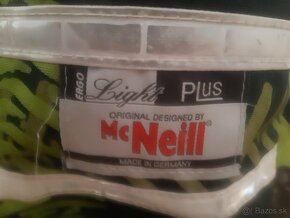 ERGO Light PLUS
ORIGINAL DESIGNED BY
McNeill
MADE IN GERMANY
Bazos.sk